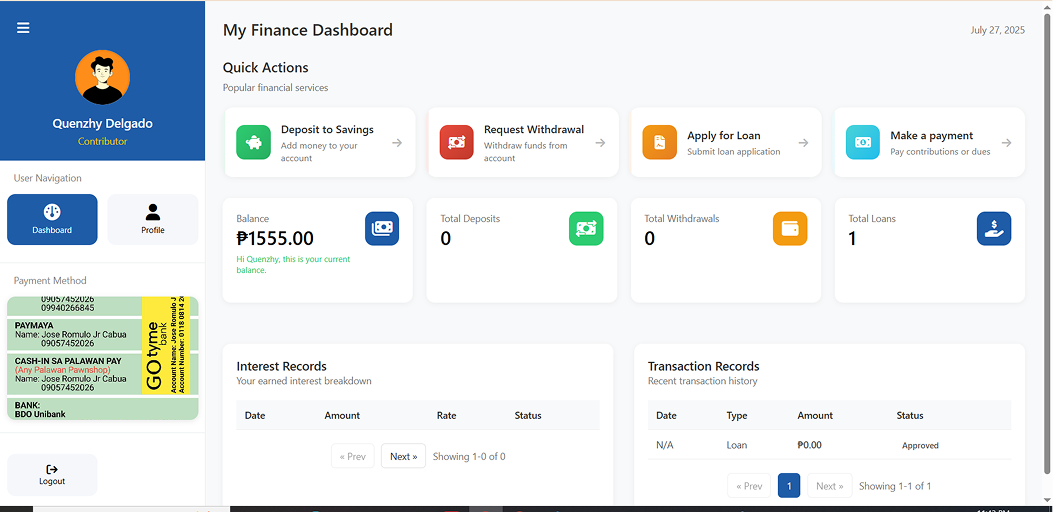 My Finance Dashboard
July 27, 2025
Quenzhy Delgado
Contributor
User Navigation
Dashboard
Profile
Payment Method
09057452026
09940266845
PAYMAYA
Name: Jose Romulo Jr Cabua
09057452026
CASH-IN SA PALAWAN PAY
(Any Palawan Pawnshop)
Name: Jose Romulo Jr Cabua
09057452026
BANK:
BDO Unibank
GOtyme
bank
Account Name: Jose Romulo J
Account Number: 0118 0814 2
Logout
Quick Actions
Popular financial services
Deposit to Savings
Add money to your
account
Request Withdrawal
Withdraw funds from
account
Apply for Loan
Submit loan application
Make a payment
Pay contributions or dues
Balance
₱1555.00
Hi Quenzhy, this is your current
balance.
Total Deposits
0
Total Withdrawals
0
Total Loans
1
Interest Records
Your earned interest breakdown
Date Amount Rate Status
« Prev Next » Showing 1-0 of 0
Transaction Records
Recent transaction history
Date Type Amount Status
N/A Loan ₱0.00 Approved
« Prev 1 Next » Showing 1-1 of 1